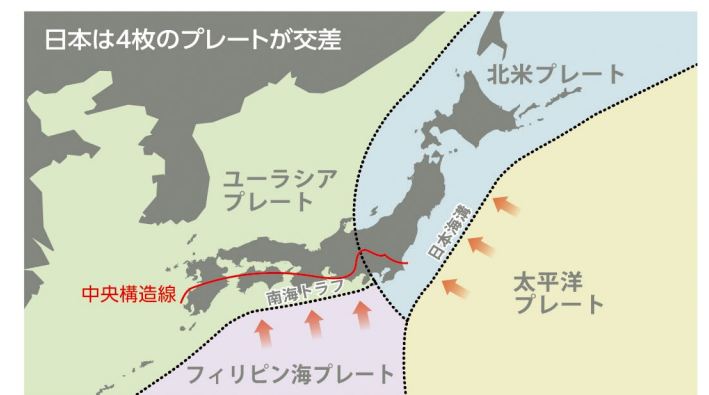 日本は4枚のプレートが交差
北米プレート
ユーラシア
プレート
日本海溝
太平洋
プレート
中央構造線
南海トラフ
フィリピン海プレート